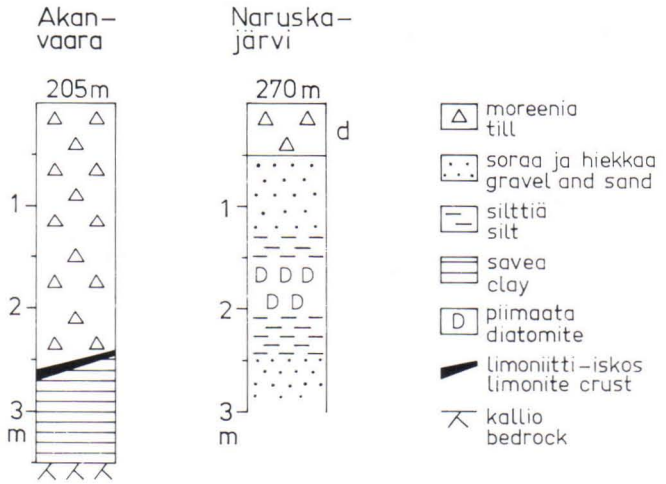 Akan-
vaara
205m
1
2
3
m
Naruska-
järvi
270m
d
1
2
3
m
D D D
D D
moreenia
till
soraa ja hiekkaa
gravel and sand
silttiä
silt
savea
clay
D
piimaata
diatomite
limoniitti-iskos
limonite crust
kallio
bedrock